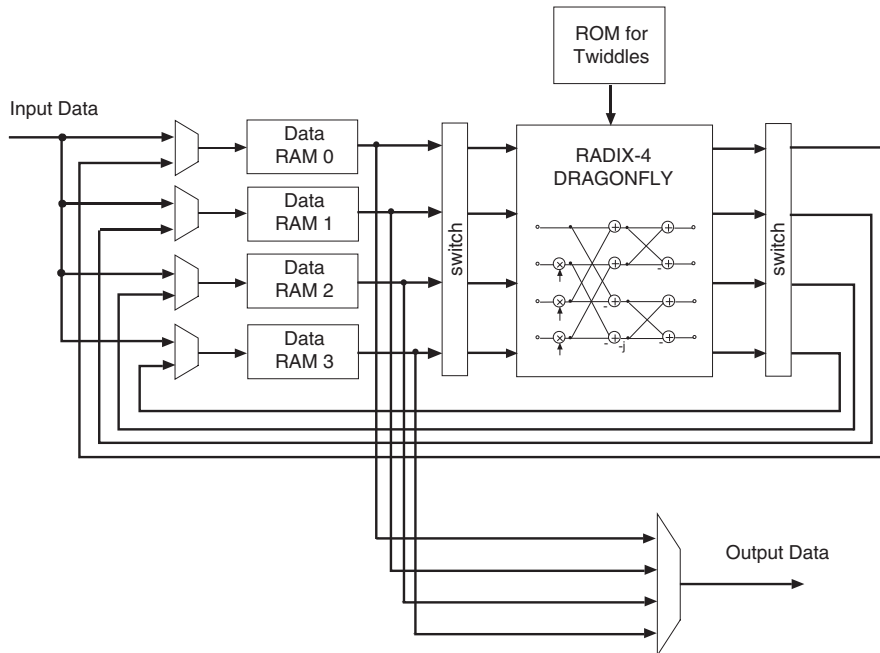 ROM for
Twiddles
Input Data
Data
RAM 0
Data
RAM 1
Data
RAM 2
Data
RAM 3
switch
RADIX-4
DRAGONFLY
-
-
-
-j
-
-
switch
Output Data